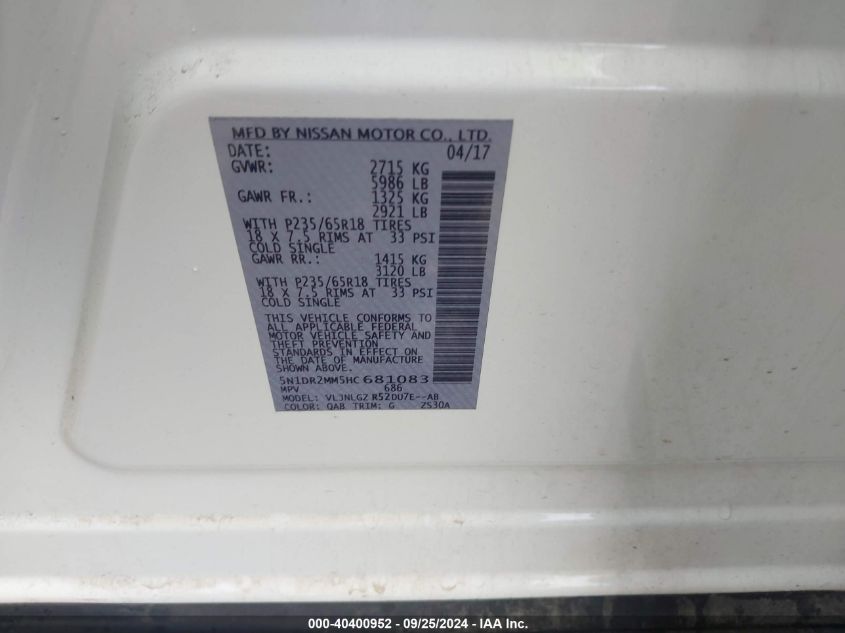 MFD BY NISSAN MOTOR CO., LTD.
DATE: 04/17
GVWR: 2715 KG
5986 LB
GAWR FR.: 1325 KG
2921 LB
WITH P235/65R18 TIRES
18 X 7.5 RIMS AT 33 PSI
COLD SINGLE
GAWR RR.: 1415 KG
3120 LB
WITH P235/65R18 TIRES
18 X 7.5 RIMS AT 33 PSI
COLD SINGLE
THIS VEHICLE CONFORMS TO
ALL APPLICABLE FEDERAL
MOTOR VEHICLE SAFETY AND
THEFT PREVENTION
STANDARDS IN EFFECT ON
THE DATE OF MANUFACTURE
SHOWN ABOVE.
5N1DR2MM5HC 681083
MPV 686
MODEL: VLJNLGZ R52DU7E--AB
COLOR: QAB TRIM: G ZS30A
000-40400952 - 09/25/2024 - IAA Inc.